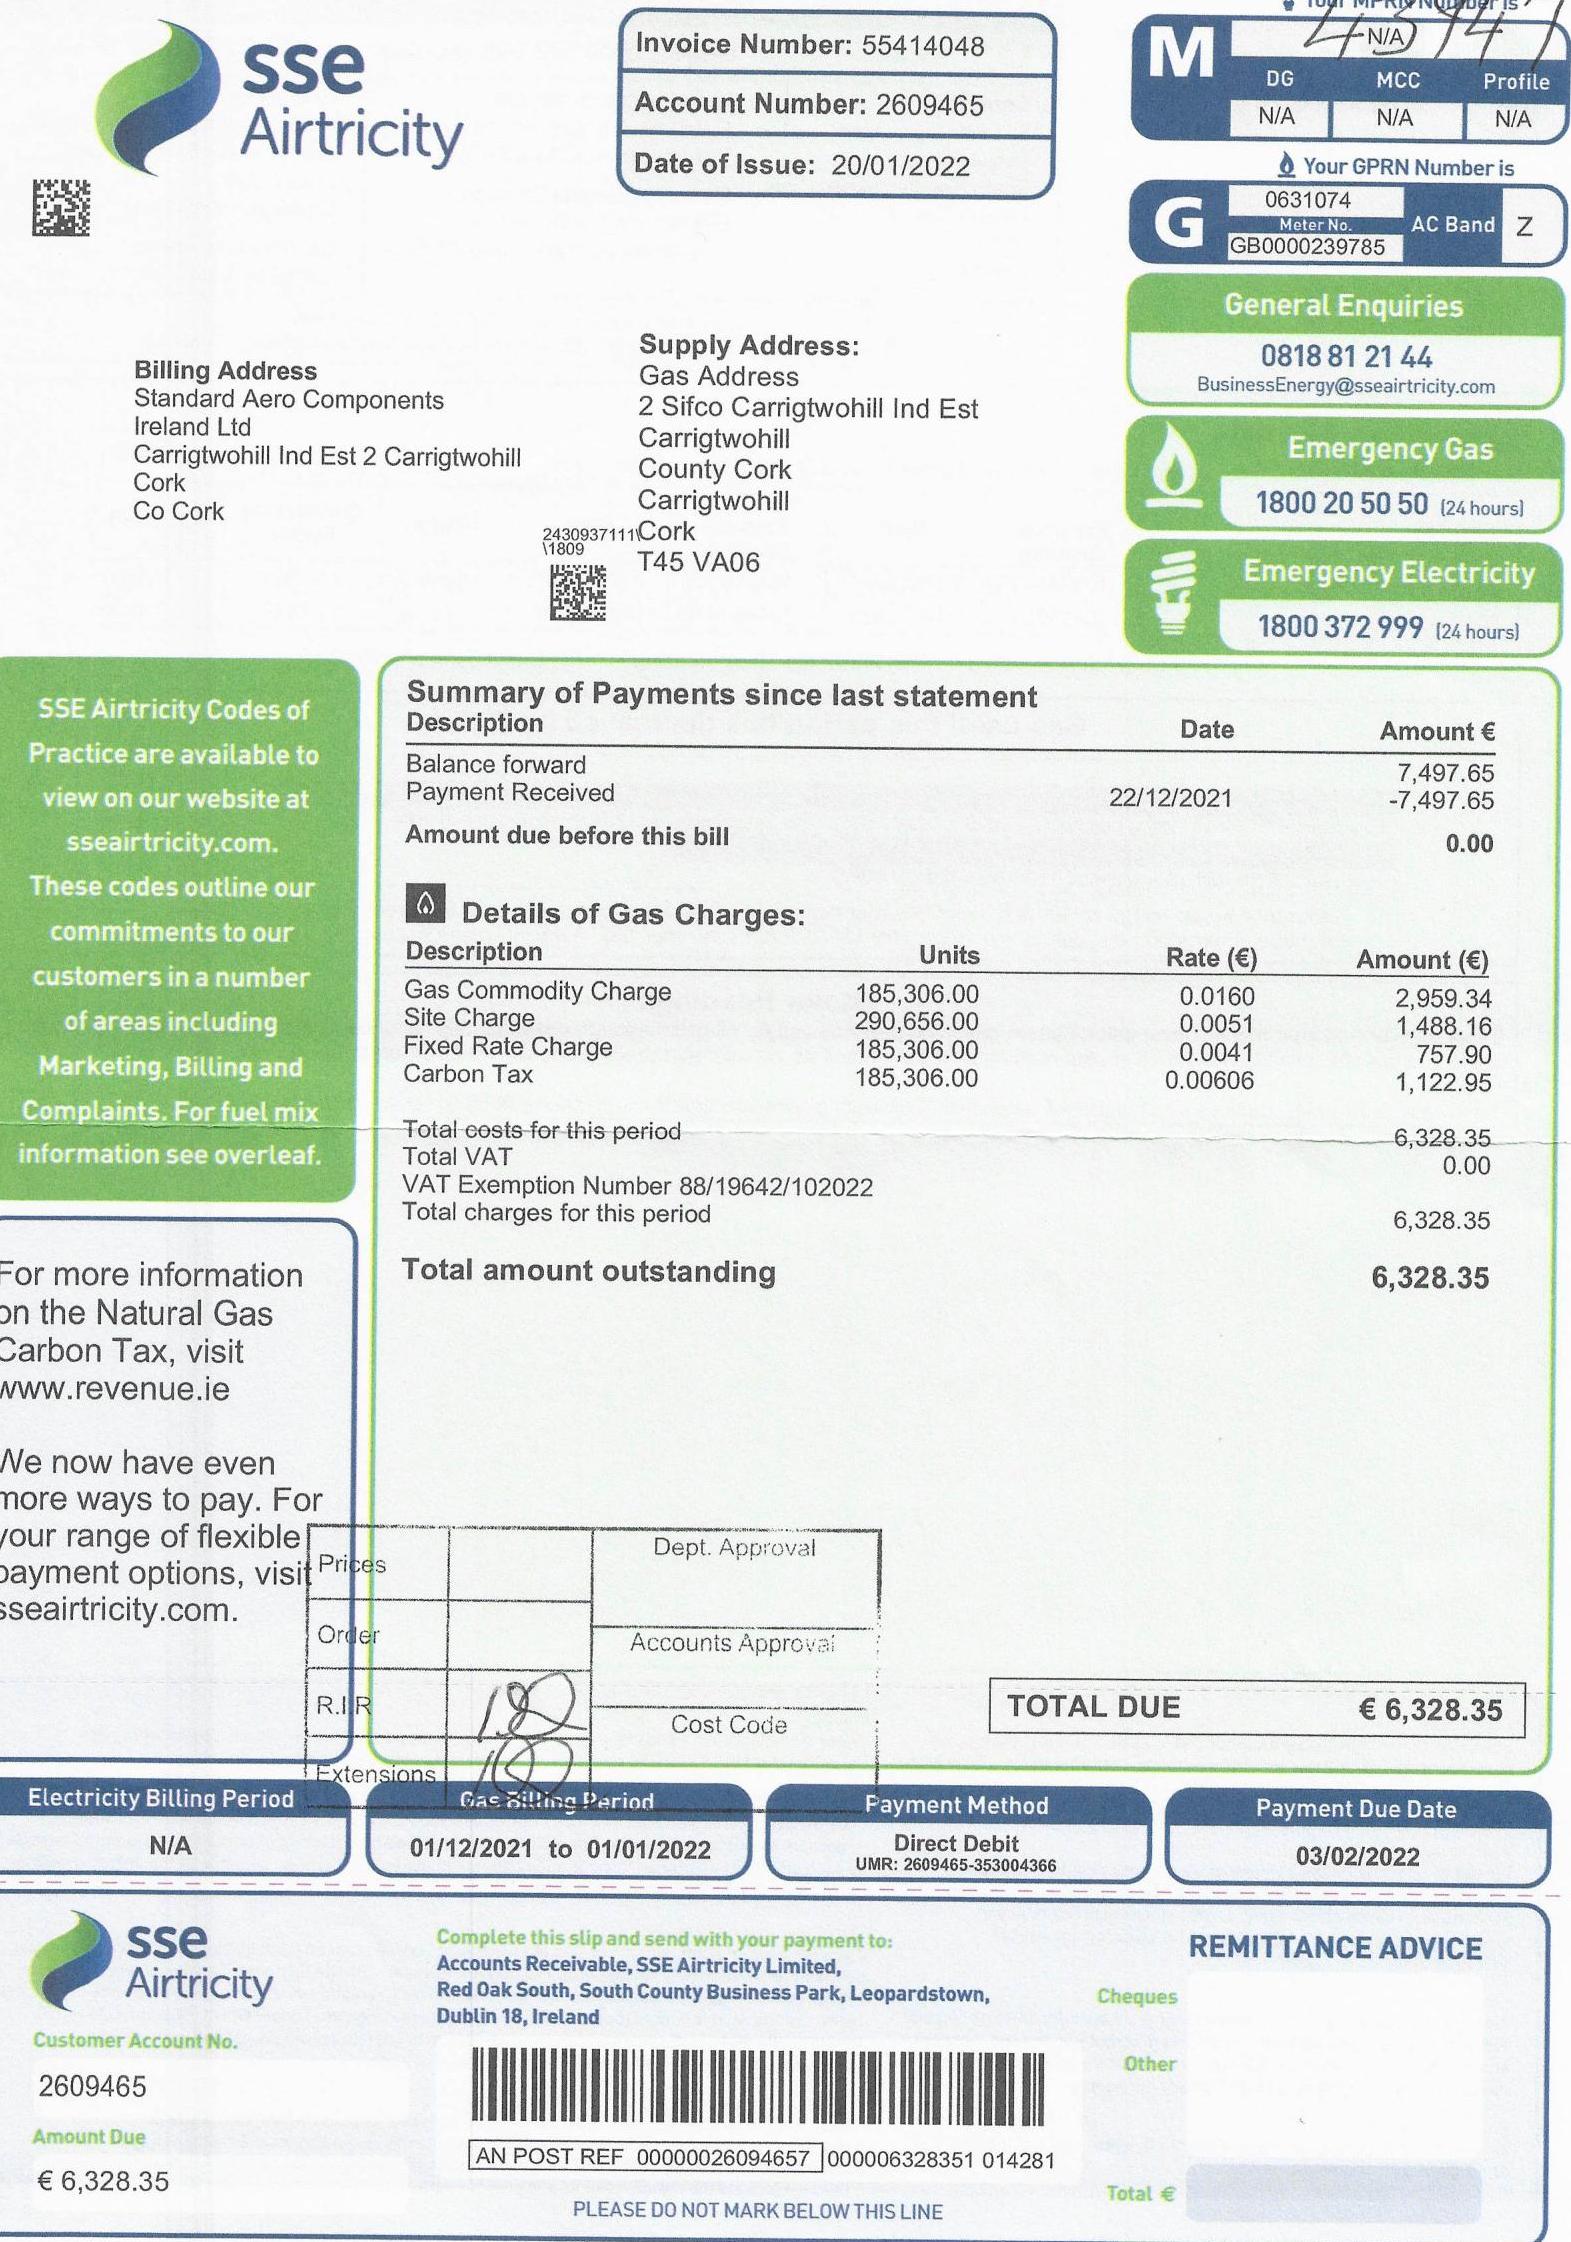 sse
Airtricity
Invoice Number: 55414048
Account Number: 2609465
Date of Issue: 20/01/2022
Your MPRN Number is
M
N/A
DG MCC Profile
N/A N/A N/A
Your GPRN Number is
G
0631074
Meter No.
GB0000239785
AC Band Z
General Enquiries
0818 81 21 44
BusinessEnergy@sseairtricity.com
Emergency Gas
1800 20 50 50 (24 hours)
Emergency Electricity
1800 372 999 (24 hours)
Billing Address
Standard Aero Components
Ireland Ltd
Carrigtwohill Ind Est 2 Carrigtwohill
Cork
Co Cork
Supply Address:
Gas Address
2 Sifco Carrigtwohill Ind Est
Carrigtwohill
County Cork
Carrigtwohill
Cork
T45 VA06
2430937111\
\1809
SSE Airtricity Codes of
Practice are available to
view on our website at
sseairtricity.com.
These codes outline our
commitments to our
customers in a number
of areas including
Marketing, Billing and
Complaints. For fuel mix
information see overleaf.
Summary of Payments since last statement
Description Date Amount €
Balance forward 7,497.65
Payment Received 22/12/2021 -7,497.65
Amount due before this bill 0.00
Details of Gas Charges:
Description Units Rate (€) Amount (€)
Gas Commodity Charge 185,306.00 0.0160 2,959.34
Site Charge 290,656.00 0.0051 1,488.16
Fixed Rate Charge 185,306.00 0.0041 757.90
Carbon Tax 185,306.00 0.00606 1,122.95
Total costs for this period 6,328.35
Total VAT 0.00
VAT Exemption Number 88/19642/102022
Total charges for this period 6,328.35
Total amount outstanding 6,328.35
For more information
on the Natural Gas
Carbon Tax, visit
www.revenue.ie
We now have even
more ways to pay. For
your range of flexible
payment options, visit
sseairtricity.com.
Prices
Order
R.I.R
Extensions
Dept. Approval
Accounts Approval
Cost Code
TOTAL DUE € 6,328.35
Electricity Billing Period
N/A
Gas Billing Period
01/12/2021 to 01/01/2022
Payment Method
Direct Debit
UMR: 2609465-353004366
Payment Due Date
03/02/2022
sse
Airtricity
Customer Account No.
2609465
Amount Due
€ 6,328.35
Complete this slip and send with your payment to:
Accounts Receivable, SSE Airtricity Limited,
Red Oak South, South County Business Park, Leopardstown,
Dublin 18, Ireland
AN POST REF 00000026094657 000006328351 014281
PLEASE DO NOT MARK BELOW THIS LINE
REMITTANCE ADVICE
Cheques
Other
Total €